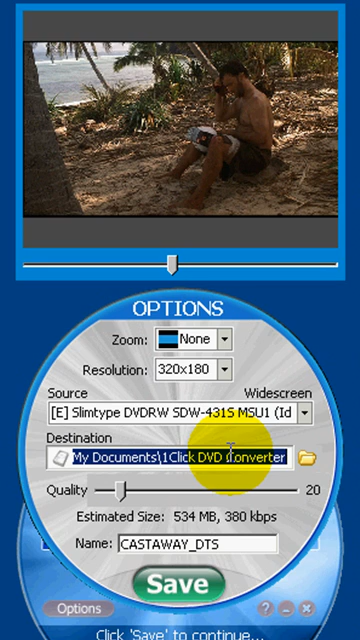 OPTIONS
Zoom: None
Resolution: 320x180
Source Widescreen
[E] Slimtype DVDRW SDW-431S MSU1 (Id
Destination
My Documents\1Click DVD Converter
Quality 20
Estimated Size: 534 MB, 380 kbps
Name: CASTAWAY_DTS
Save
Options ? – ×
Click 'Save' to continue...